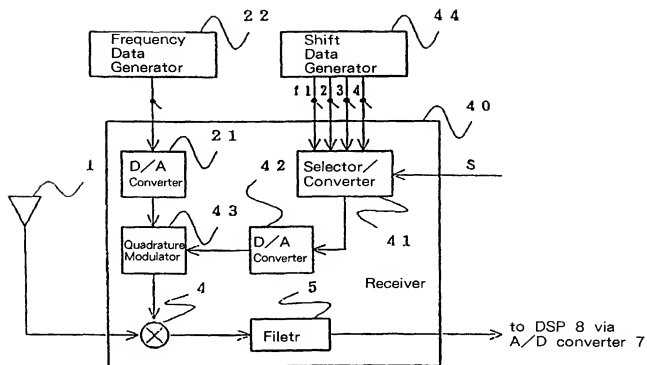 22
44
Frequency
Data
Generator
Shift
Data
Generator
f1 2 3 4
40
21
42
1
D/A
Converter
Selector/
Converter
S
43
Quadrature
Modulator
D/A
Converter
41
Receiver
4
5
Filetr
to DSP 8 via
A/D converter 7